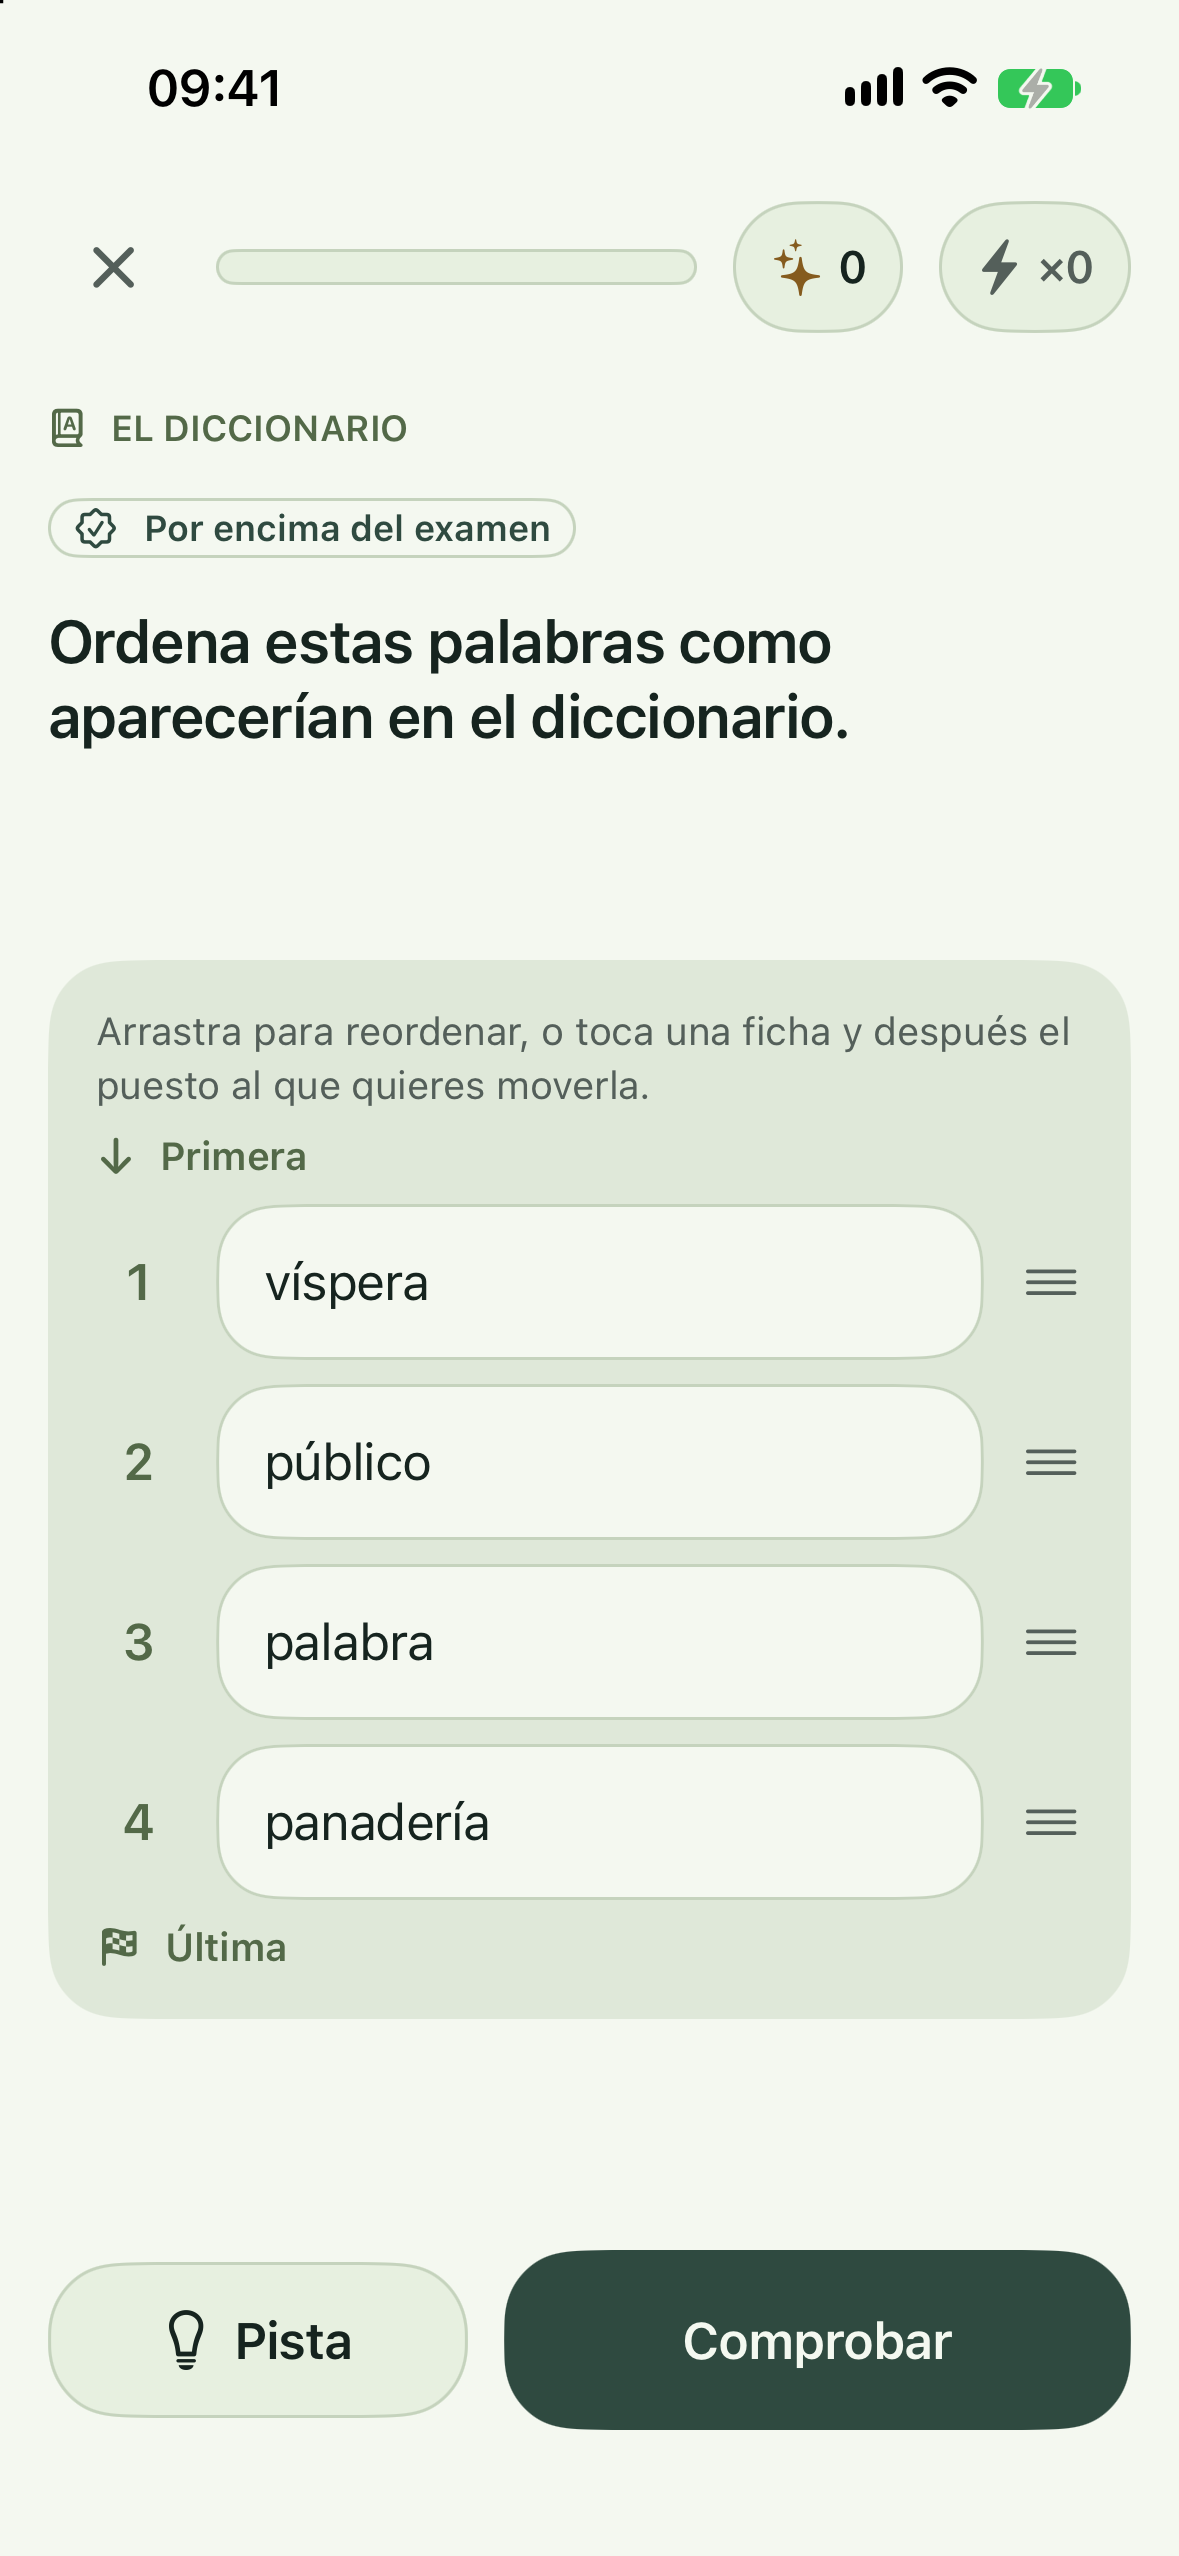 09:41
0
×0
EL DICCIONARIO
Por encima del examen
Ordena estas palabras como
aparecerían en el diccionario.
Arrastra para reordenar, o toca una ficha y después el
puesto al que quieres moverla.
Primera
1 víspera
2 público
3 palabra
4 panadería
Última
Pista
Comprobar